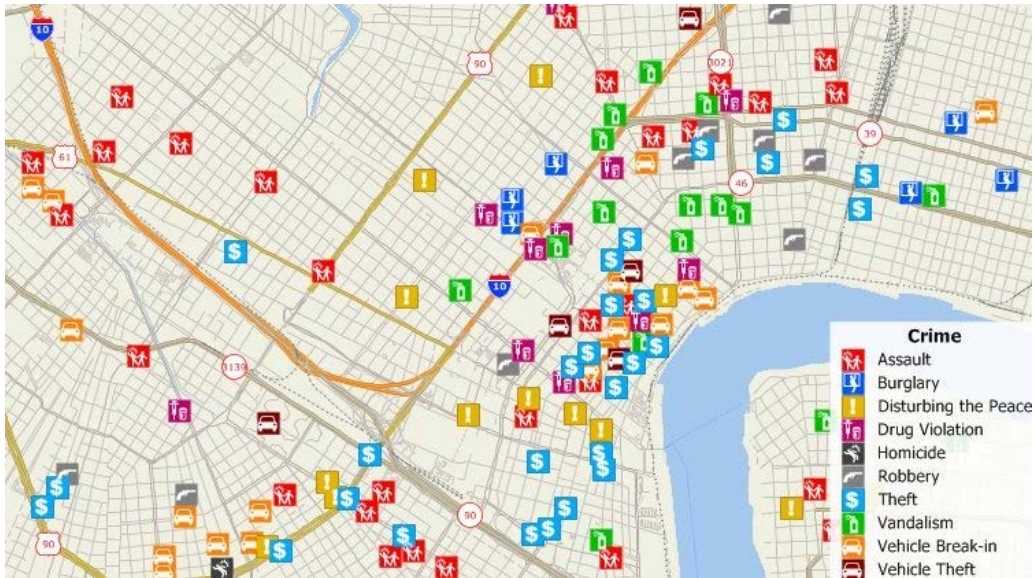 10
90
3021
39
61
46
10
3139
90
90
Crime
Assault
Burglary
Disturbing the Peace
Drug Violation
Homicide
Robbery
Theft
Vandalism
Vehicle Break-in
Vehicle Theft